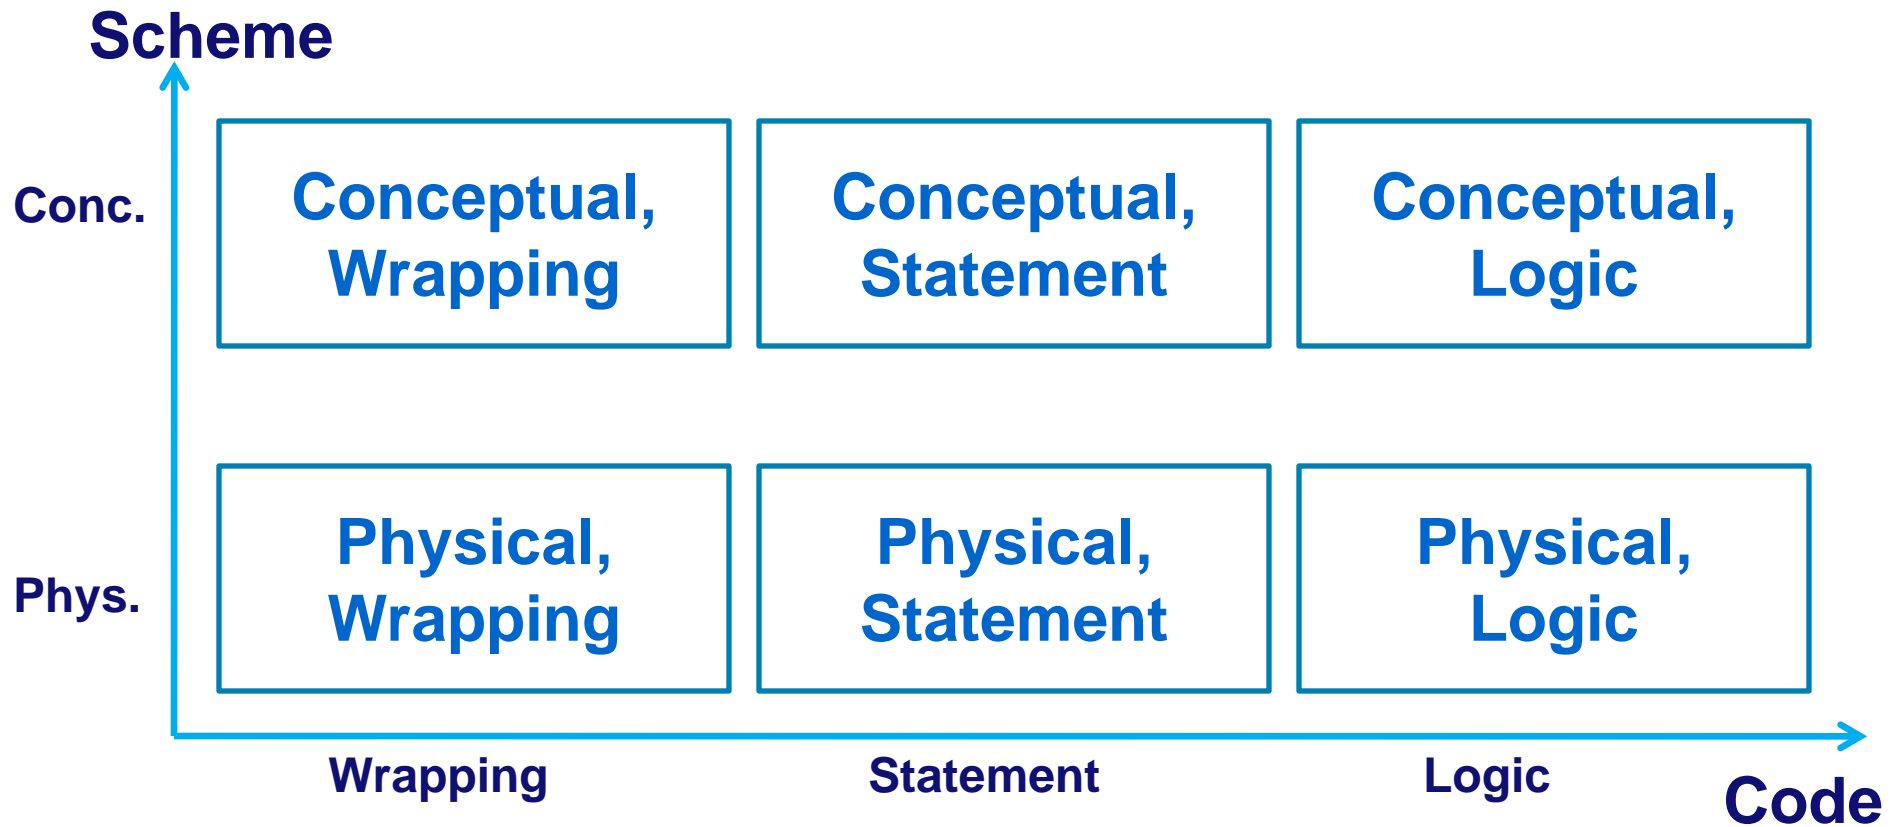 Scheme
Conc.
Conceptual,
Wrapping
Conceptual,
Statement
Conceptual,
Logic
Phys.
Physical,
Wrapping
Physical,
Statement
Physical,
Logic
Wrapping
Statement
Logic
Code